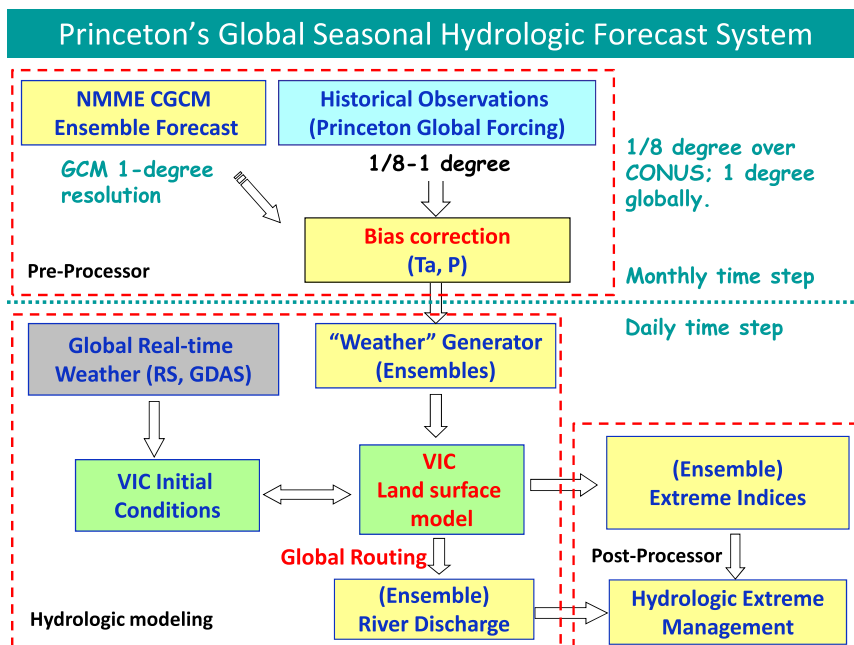 Princeton’s Global Seasonal Hydrologic Forecast System
NMME CGCM
Ensemble Forecast
Historical Observations
(Princeton Global Forcing)
GCM 1-degree
resolution
1/8-1 degree
1/8 degree over
CONUS; 1 degree
globally.
Bias correction
(Ta, P)
Pre-Processor
Monthly time step
Daily time step
Global Real-time
Weather (RS, GDAS)
“Weather” Generator
(Ensembles)
VIC Initial
Conditions
VIC
Land surface
model
(Ensemble)
Extreme Indices
Global Routing
Post-Processor
(Ensemble)
River Discharge
Hydrologic Extreme
Management
Hydrologic modeling